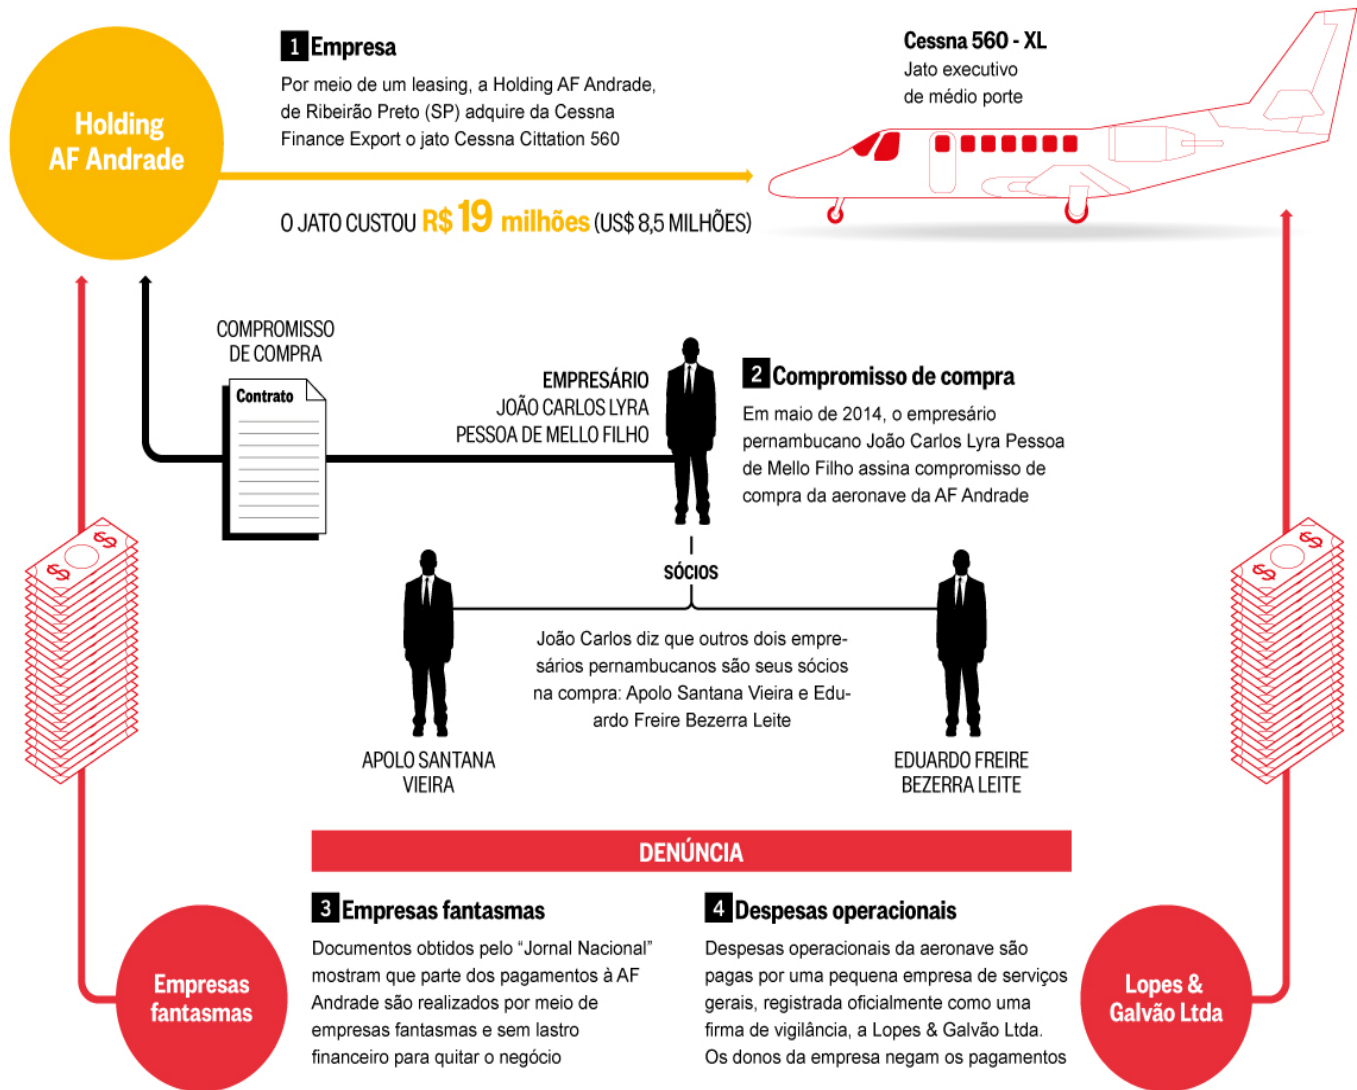 Holding
AF Andrade
1 Empresa
Por meio de um leasing, a Holding AF Andrade,
de Ribeirão Preto (SP) adquire da Cessna
Finance Export o jato Cessna Cittation 560
O JATO CUSTOU R$ 19 milhões (US$ 8,5 MILHÕES)
Cessna 560 - XL
Jato executivo
de médio porte
COMPROMISSO
DE COMPRA
Contrato
EMPRESÁRIO
JOÃO CARLOS LYRA
PESSOA DE MELLO FILHO
2 Compromisso de compra
Em maio de 2014, o empresário
pernambucano João Carlos Lyra Pessoa
de Mello Filho assina compromisso de
compra da aeronave da AF Andrade
SÓCIOS
João Carlos diz que outros dois empre-
sários pernambucanos são seus sócios
na compra: Apolo Santana Vieira e Edu-
ardo Freire Bezerra Leite
APOLO SANTANA
VIEIRA
EDUARDO FREIRE
BEZERRA LEITE
$ $
$ $
DENÚNCIA
Empresas
fantasmas
3 Empresas fantasmas
Documentos obtidos pelo “Jornal Nacional”
mostram que parte dos pagamentos à AF
Andrade são realizados por meio de
empresas fantasmas e sem lastro
financeiro para quitar o negócio
4 Despesas operacionais
Despesas operacionais da aeronave são
pagas por uma pequena empresa de serviços
gerais, registrada oficialmente como uma
firma de vigilância, a Lopes & Galvão Ltda.
Os donos da empresa negam os pagamentos
Lopes &
Galvão Ltda